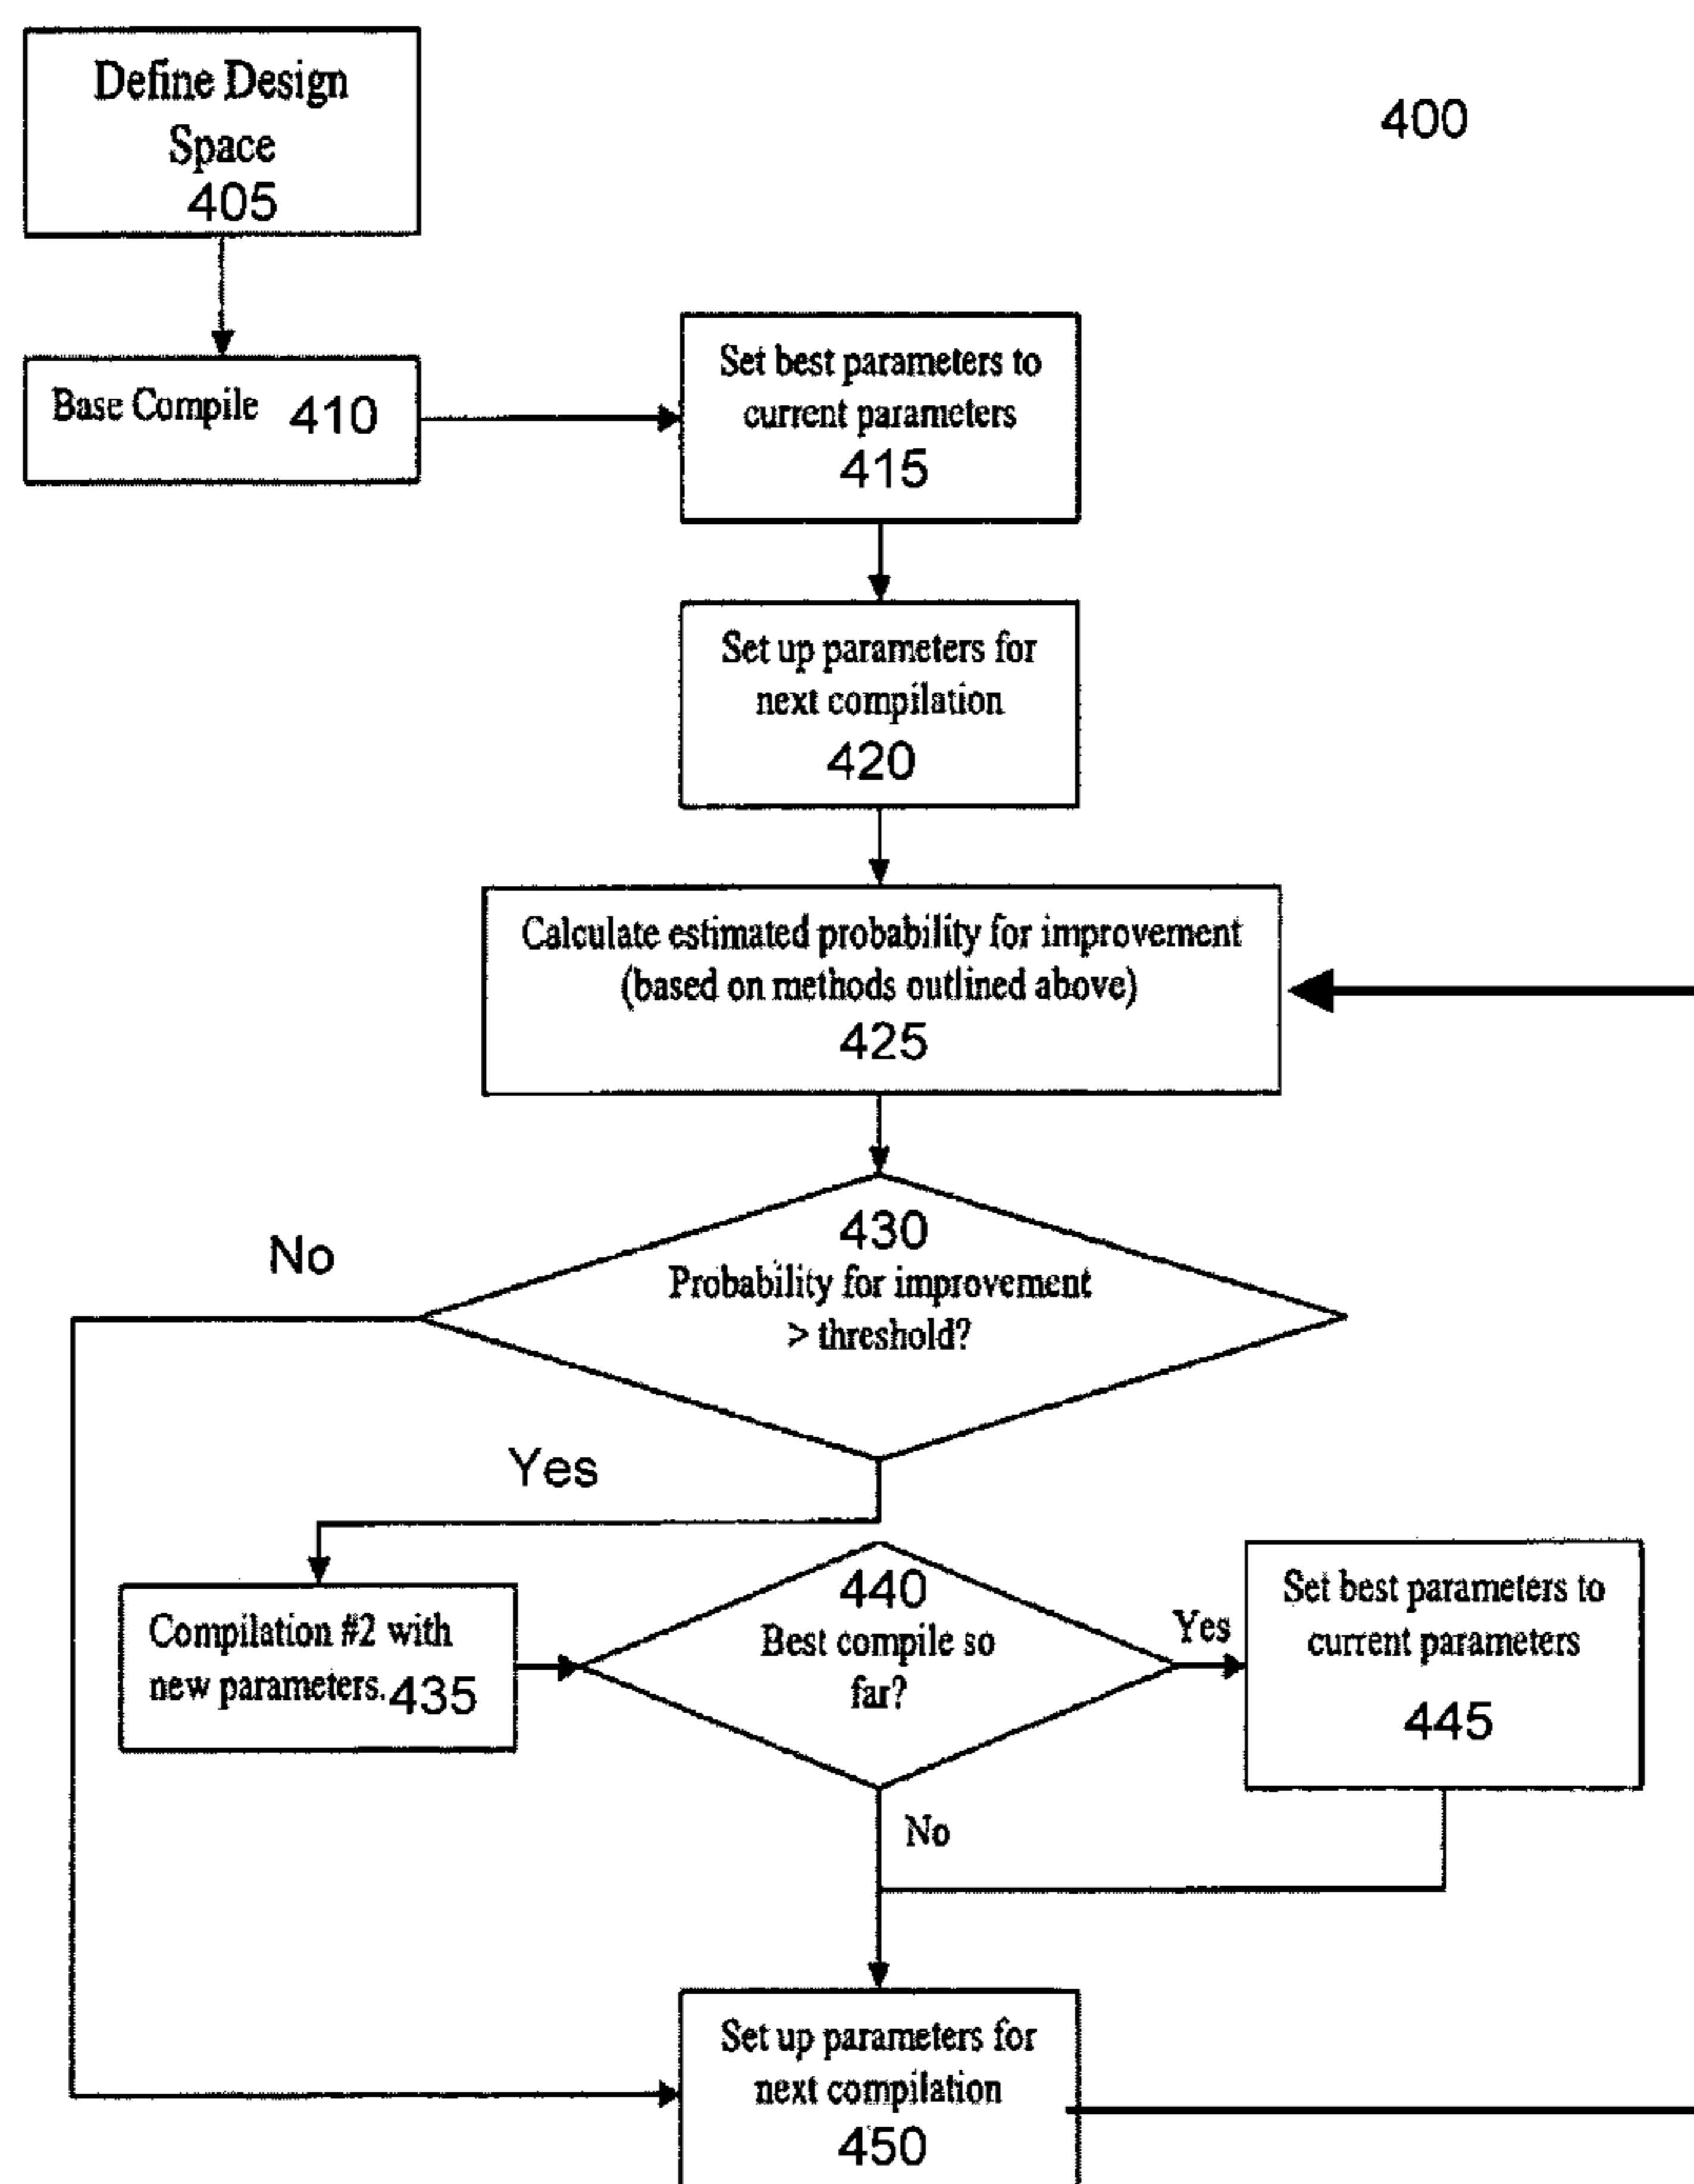 Define Design
Space
405
400
Base Compile 410
Set best parameters to
current parameters
415
Set up parameters for
next compilation
420
Calculate estimated probability for improvement
(based on methods outlined above)
425
430
Probability for improvement
> threshold?
No
Yes
Compilation #2 with
new parameters. 435
440
Best compile so
far?
Yes
Set best parameters to
current parameters
445
No
Set up parameters for
next compilation
450